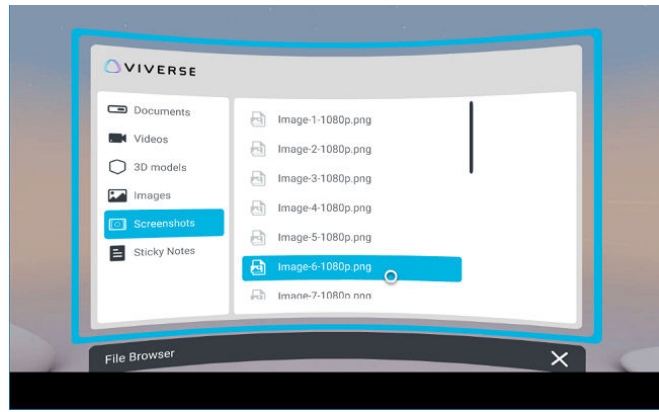 VIVERSE
Documents
Videos
3D models
Images
Screenshots
Sticky Notes
Image-1-1080p.png
Image-2-1080p.png
Image-3-1080p.png
Image-4-1080p.png
Image-5-1080p.png
Image-6-1080p.png
Image-7-1080p.png
File Browser